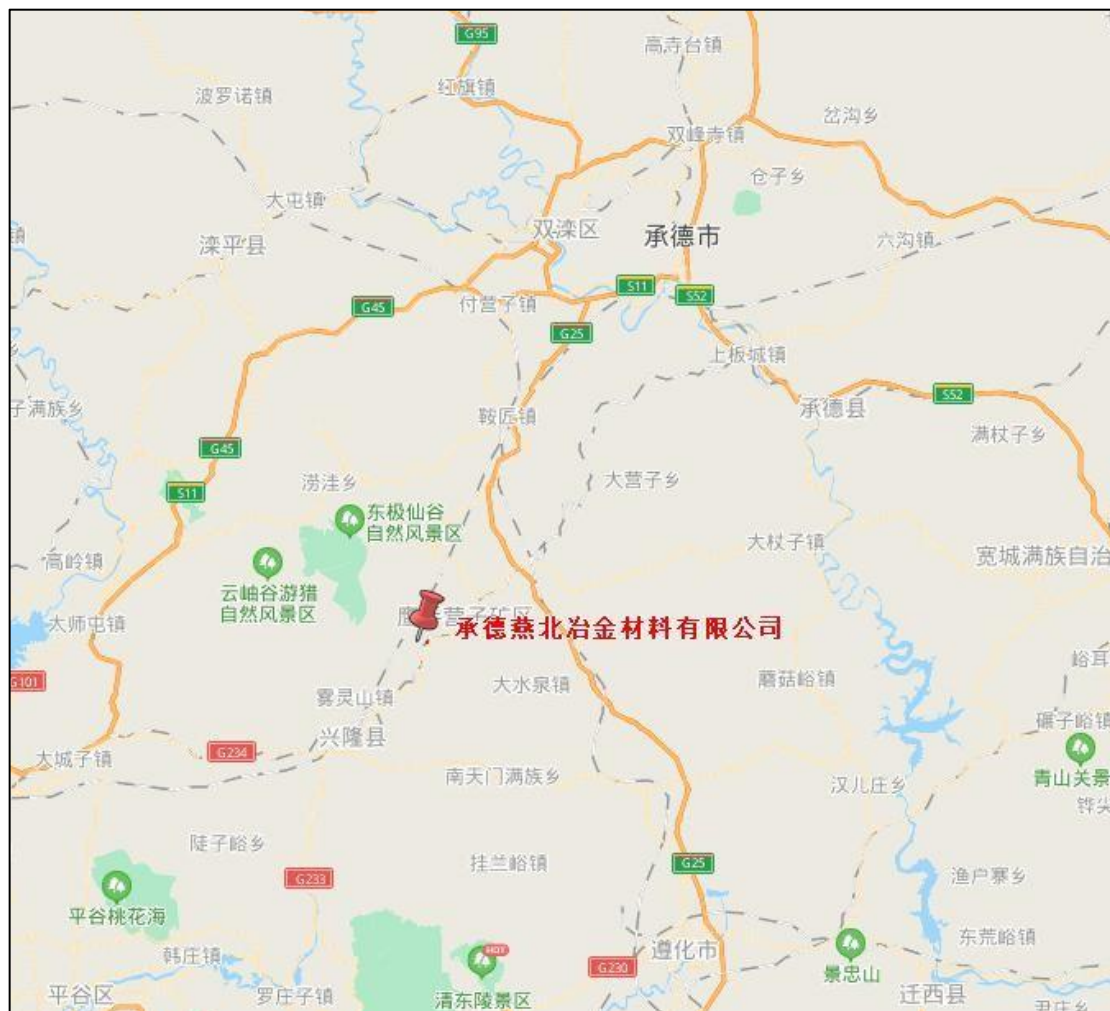 G95
高寺台镇
红旗镇
波罗诺镇
岔沟乡
双峰寺镇
仓子乡
大屯镇
双滦区
承德市
六沟镇
滦平县
镇
S11
S52
G45
付营子镇
G25
上板城镇
子满族乡
鞍匠镇
承德县
S52
满杖子乡
G45
涝洼乡
大营子乡
S11
东极仙谷
自然风景区
大杖子镇
高岭镇
宽城满族自治
云岫谷游猎
自然风景区
营子矿区
太师屯镇
承德燕北冶金材料有限公司
峪耳
G101
雾灵山镇
大水泉镇
蘑菇峪镇
碾子峪镇
兴隆县
G234
大城子镇
南天门满族乡
汉儿庄乡
青山关景
铧尖
陡子峪乡
挂兰峪镇
G25
G233
渔户寨乡
平谷桃花海
韩庄镇
HOT
遵化市
东荒峪镇
景忠山
G230
平谷区
罗庄子镇
清东陵景区
迁西县
尹庄乡